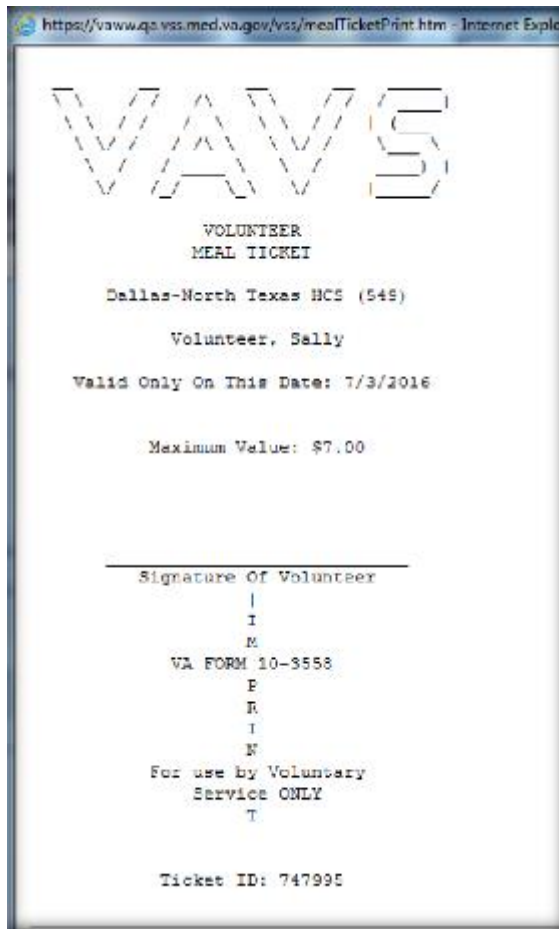 https://vaww.qa.vss.med.va.gov/vss/mealTicketPrint.htm - Internet Explo
VAVS
VOLUNTEER
MEAL TICKET
Dallas-North Texas HCS (549)
Volunteer, Sally
Valid Only On This Date: 7/3/2016
Maximum Value: $7.00
Signature Of Volunteer
|
I
M
VA FORM 10-3558
P
R
I
N
For use by Voluntary
Service ONLY
T
Ticket ID: 747995